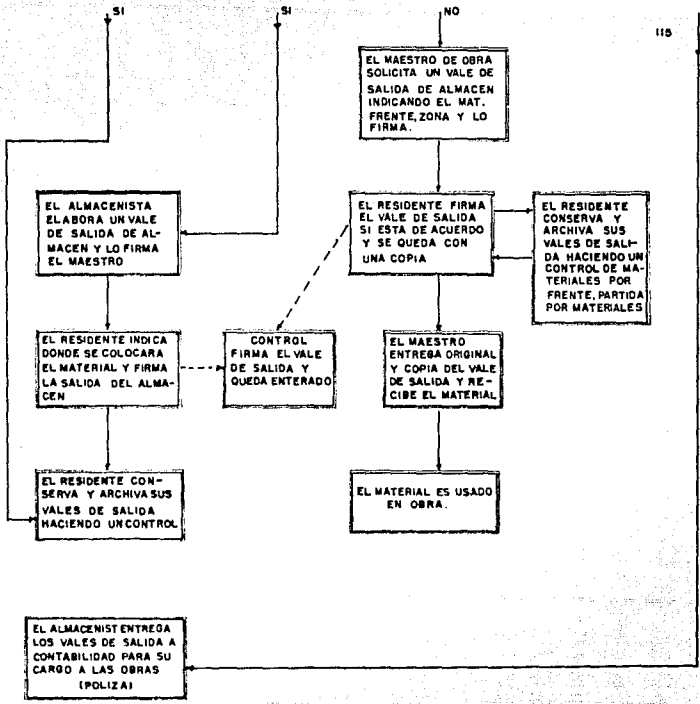 SI
SI
NO
115
EL MAESTRO DE OBRA
SOLICITA UN VALE DE
SALIDA DE ALMACEN
INDICANDO EL MAT.
FRENTE, ZONA Y LO
FIRMA.
EL ALMACENISTA
ELABORA UN VALE
DE SALIDA DE AL-
MACEN Y LO FIRMA
EL MAESTRO
EL RESIDENTE FIRMA
EL VALE DE SALIDA
SI ESTA DE ACUERDO
Y SE QUEDA CON
UNA COPIA
EL RESIDENTE
CONSERVA Y
ARCHIVA SUS
VALES DE SALI-
DA HACIENDO UN
CONTROL DE MA-
TERIALES POR
FRENTE, PARTIDA
POR MATERIALES
EL RESIDENTE INDICA
DONDE SE COLOCARA
EL MATERIAL Y FIRMA
LA SALIDA DEL ALMA-
CEN
CONTROL
FIRMA EL VALE
DE SALIDA Y
QUEDA ENTERADO
EL MAESTRO
ENTREGA ORIGINAL
Y COPIA DEL VALE
DE SALIDA Y RE-
CIBE EL MATERIAL
EL RESIDENTE CON-
SERVA Y ARCHIVA SUS
VALES DE SALIDA
HACIENDO UN CONTROL
EL MATERIAL ES USADO
EN OBRA.
EL ALMACENIST ENTREGA
LOS VALES DE SALIDA A
CONTABILIDAD PARA SU
CARGO A LAS OBRAS
(POLIZA)